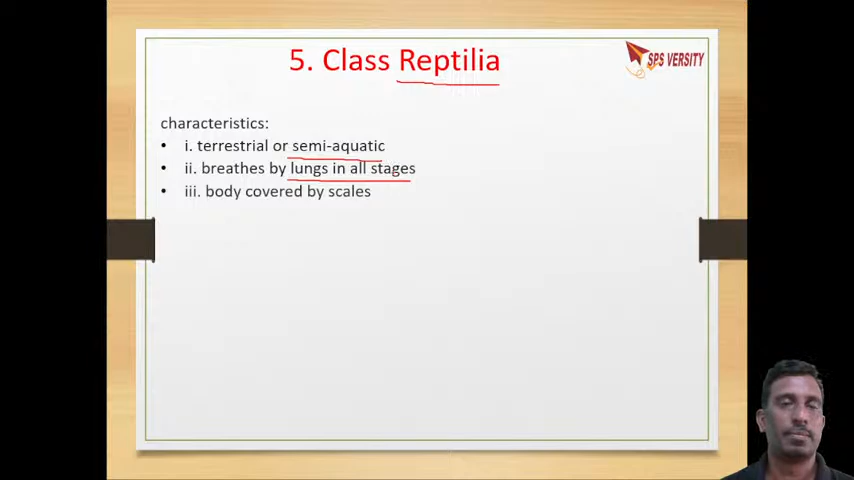 5. Class Reptilia
SPS VERSITY
characteristics:
• i. terrestrial or semi-aquatic
• ii. breathes by lungs in all stages
• iii. body covered by scales